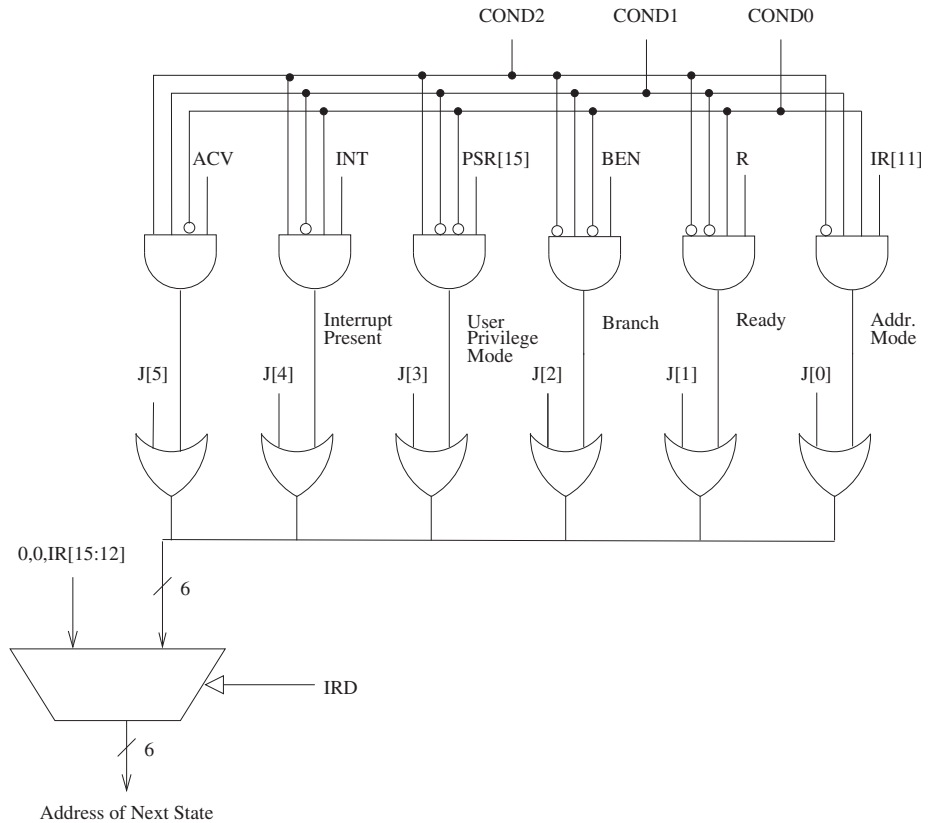 COND2 COND1 COND0
ACV INT PSR[15] BEN R IR[11]
Interrupt
Present
User
Privilege
Mode
Branch
Ready
Addr.
Mode
J[5] J[4] J[3] J[2] J[1] J[0]
0,0,IR[15:12]
6
IRD
6
Address of Next State